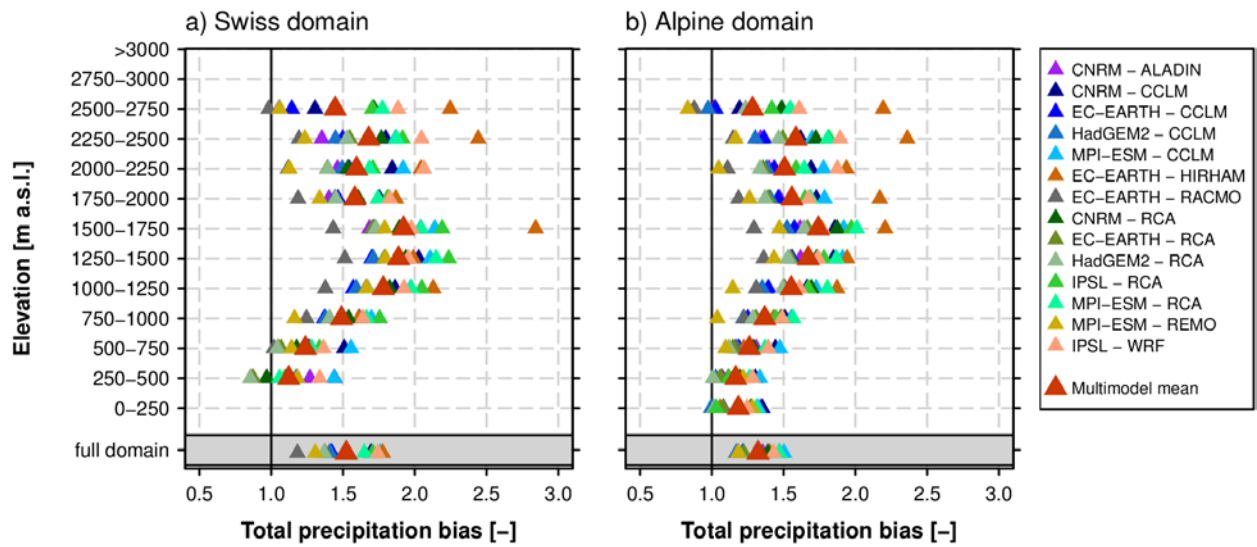 a) Swiss domain
b) Alpine domain
Elevation [m a.s.l.]
>3000
2750–3000
2500–2750
2250–2500
2000–2250
1750–2000
1500–1750
1250–1500
1000–1250
750–1000
500–750
250–500
0–250
full domain
0.5 1.0 1.5 2.0 2.5 3.0
0.5 1.0 1.5 2.0 2.5 3.0
Total precipitation bias [–]
Total precipitation bias [–]
CNRM – ALADIN
CNRM – CCLM
EC–EARTH – CCLM
HadGEM2 – CCLM
MPI–ESM – CCLM
EC–EARTH – HIRHAM
EC–EARTH – RACMO
CNRM – RCA
EC–EARTH – RCA
HadGEM2 – RCA
IPSL – RCA
MPI–ESM – RCA
MPI–ESM – REMO
IPSL – WRF
Multimodel mean